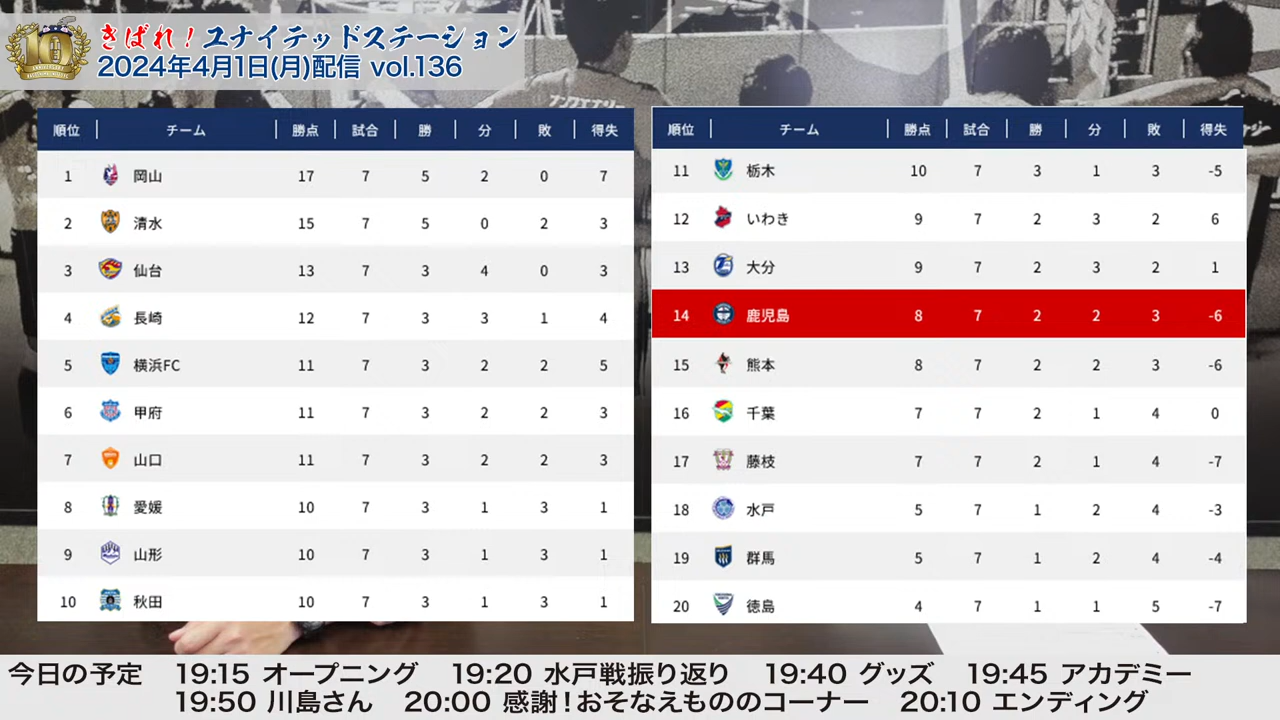 10
きばれ！ユナイテッドステーション
2024年4月1日(月)配信 vol.136
順位 チーム 勝点 試合 勝 分 敗 得失
1 岡山 17 7 5 2 0 7
2 清水 15 7 5 0 2 3
3 仙台 13 7 3 4 0 3
4 長崎 12 7 3 3 1 4
5 横浜FC 11 7 3 2 2 5
6 甲府 11 7 3 2 2 3
7 山口 11 7 3 2 2 3
8 愛媛 10 7 3 1 3 1
9 山形 10 7 3 1 3 1
10 秋田 10 7 3 1 3 1
順位 チーム 勝点 試合 勝 分 敗 得失
11 栃木 10 7 3 1 3 -5
12 いわき 9 7 2 3 2 6
13 大分 9 7 2 3 2 1
14 鹿児島 8 7 2 2 3 -6
15 熊本 8 7 2 2 3 -6
16 千葉 7 7 2 1 4 0
17 藤枝 7 7 2 1 4 -7
18 水戸 5 7 1 2 4 -3
19 群馬 5 7 1 2 4 -4
20 徳島 4 7 1 1 5 -7
今日の予定 19:15 オープニング 19:20 水戸戦振り返り 19:40 グッズ 19:45 アカデミー
19:50 川島さん 20:00 感謝！おそなえもののコーナー 20:10 エンディング